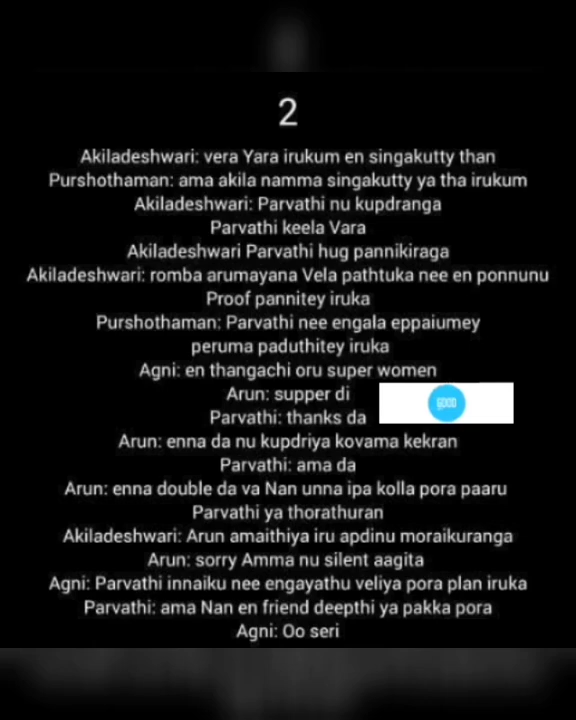 2
Akiladeshwari: vera Yara irukum en singakutty than
Purshothaman: ama akila namma singakutty ya tha irukum
Akiladeshwari: Parvathi nu kupdranga
Parvathi keela Vara
Akiladeshwari Parvathi hug pannikiraga
Akiladeshwari: romba arumayana Vela pathtuka nee en ponnunu
Proof pannitey iruka
Purshothaman: Parvathi nee engala eppaiumey
peruma paduthitey iruka
Agni: en thangachi oru super women
Arun: supper di
GOOD
Parvathi: thanks da
Arun: enna da nu kupdriya kovama kekran
Parvathi: ama da
Arun: enna double da va Nan unna ipa kolla pora paaru
Parvathi ya thorathuran
Akiladeshwari: Arun amaithiya iru apdinu moraikuranga
Arun: sorry Amma nu silent aagita
Agni: Parvathi innaiku nee engayathu veliya pora plan iruka
Parvathi: ama Nan en friend deepthi ya pakka pora
Agni: Oo seri